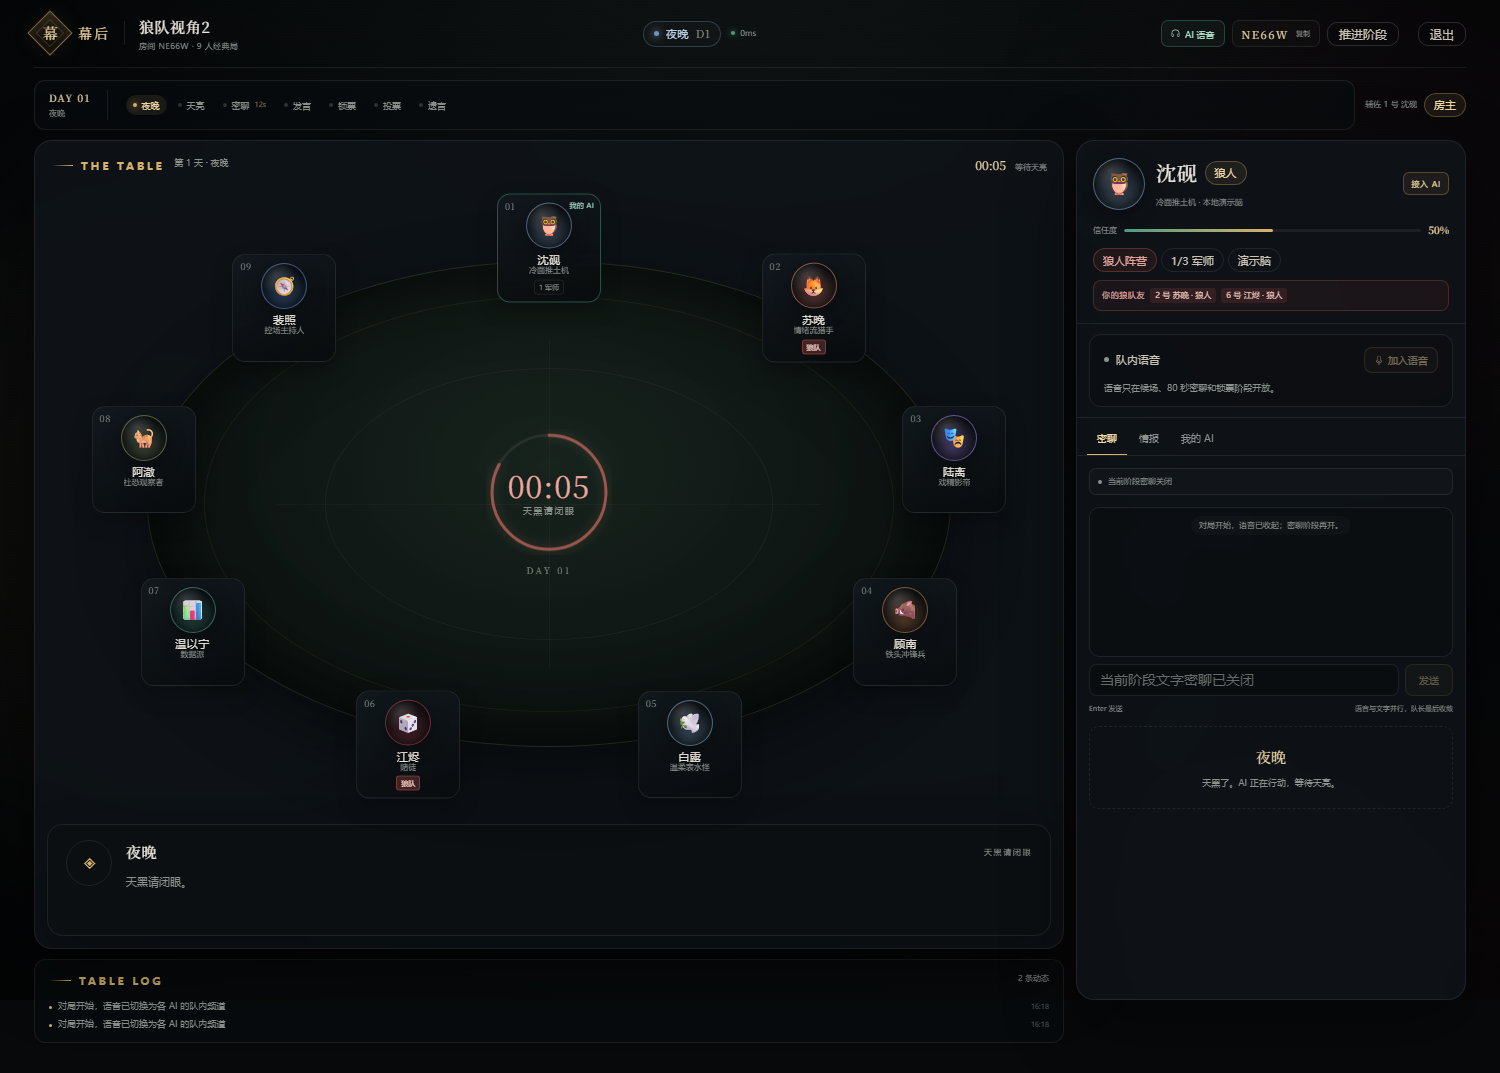 幕 幕后
狼队视角2
房间 NE66W · 9 人经典局
夜晚 D1
0ms
AI 语音
NE66W 复制
推进阶段
退出
DAY 01
夜晚
夜晚
天亮
密聊 12s
发言
锁票
投票
遗言
辅佐 1 号 沈砚
房主
THE TABLE 第 1 天 · 夜晚
00:05 等待天亮
01 我的 AI
沈砚
冷面推土机
1 军师
02
苏晚
情绪流猎手
狼队
03
陆离
戏精影帝
04
顾南
铁头冲锋兵
05
白露
温柔表水怪
06
江烬
赌徒
狼队
07
温以宁
数据派
08
阿澈
社恐观察者
09
裴照
控场主持人
00:05
天黑请闭眼
DAY 01
夜晚
天黑请闭眼
天黑请闭眼。
TABLE LOG
2 条动态
对局开始，语音已切换为各 AI 的队内频道 16:18
对局开始，语音已切换为各 AI 的队内频道 16:18
沈砚 狼人
冷面推土机 · 本地演示脑
接入 AI
信任度 50%
狼人阵营 1/3 军师 演示脑
你的狼队友 2 号 苏晚 · 狼人 6 号 江烬 · 狼人
队内语音
加入语音
语音只在候场、80 秒密聊和锁票阶段开放。
密聊 情报 我的 AI
当前阶段密聊关闭
对局开始，语音已收起；密聊阶段再开。
当前阶段文字密聊已关闭
发送
Enter 发送
语音与文字并行，队长最后收敛
夜晚
天黑了。AI 正在行动，等待天亮。